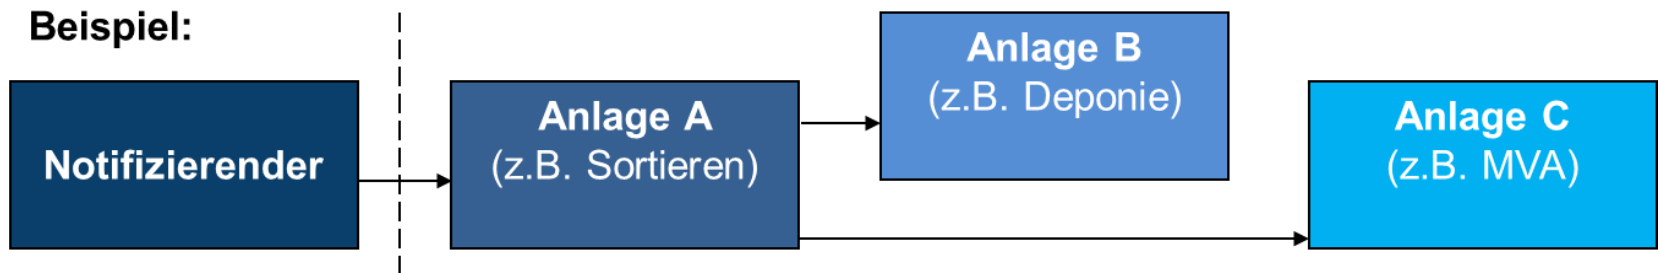 Beispiel:
Notifizierender
Anlage A
(z.B. Sortieren)
Anlage B
(z.B. Deponie)
Anlage C
(z.B. MVA)